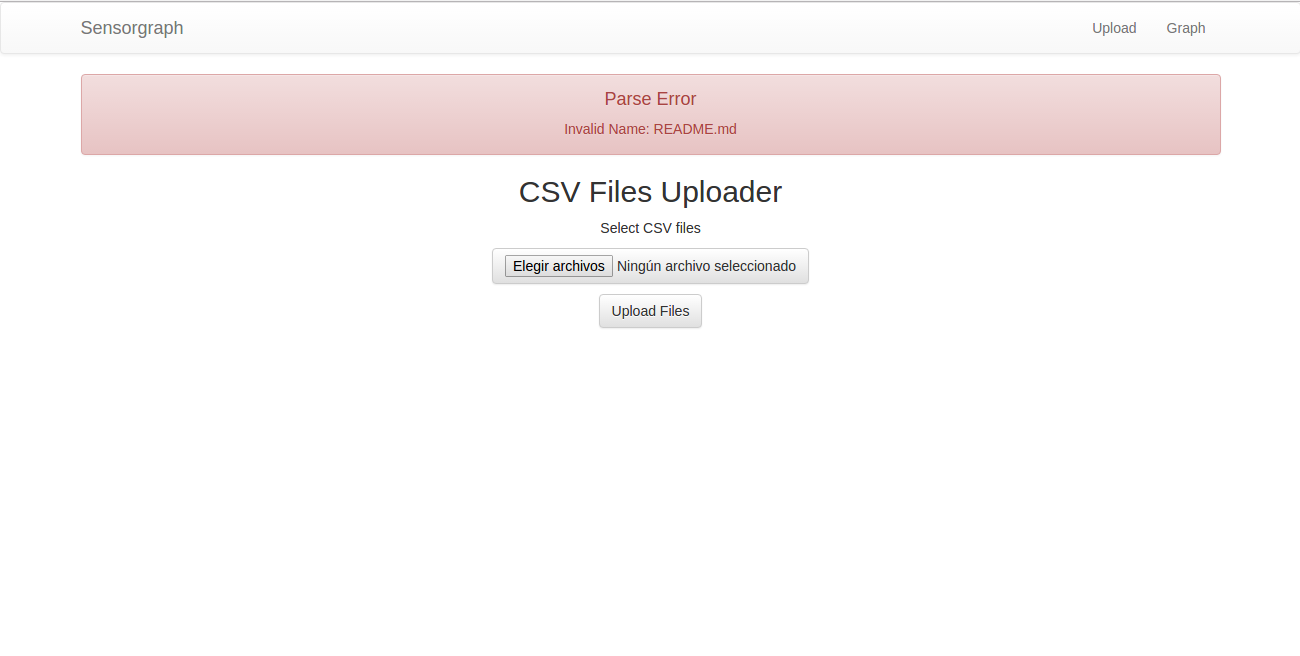 Sensorgraph Upload Graph
Parse Error
Invalid Name: README.md
CSV Files Uploader
Select CSV files
Elegir archivos Ningún archivo seleccionado
Upload Files